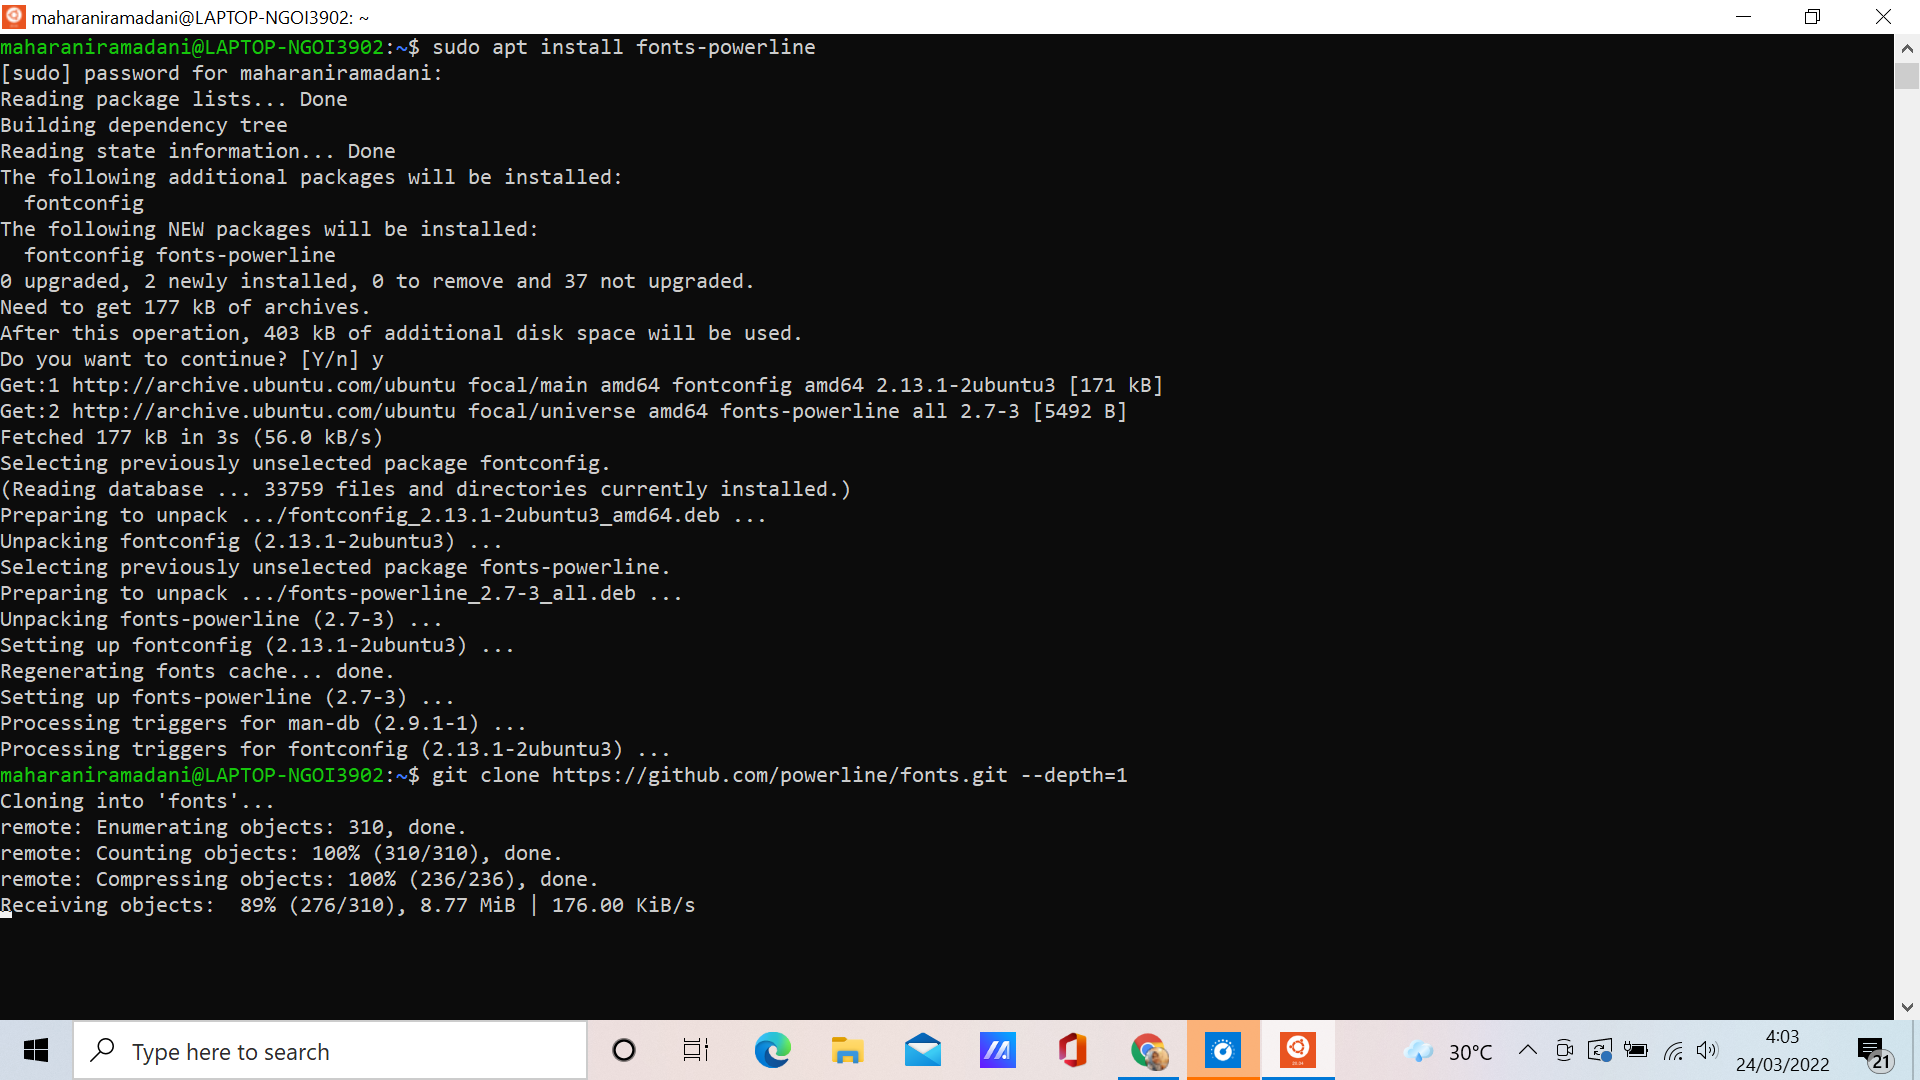 maharaniramadani@LAPTOP-NGOI3902: ~
maharaniramadani@LAPTOP-NGOI3902:~$ sudo apt install fonts-powerline
[sudo] password for maharaniramadani:
Reading package lists... Done
Building dependency tree
Reading state information... Done
The following additional packages will be installed:
  fontconfig
The following NEW packages will be installed:
  fontconfig fonts-powerline
0 upgraded, 2 newly installed, 0 to remove and 37 not upgraded.
Need to get 177 kB of archives.
After this operation, 403 kB of additional disk space will be used.
Do you want to continue? [Y/n] y
Get:1 http://archive.ubuntu.com/ubuntu focal/main amd64 fontconfig amd64 2.13.1-2ubuntu3 [171 kB]
Get:2 http://archive.ubuntu.com/ubuntu focal/universe amd64 fonts-powerline all 2.7-3 [5492 B]
Fetched 177 kB in 3s (56.0 kB/s)
Selecting previously unselected package fontconfig.
(Reading database ... 33759 files and directories currently installed.)
Preparing to unpack .../fontconfig_2.13.1-2ubuntu3_amd64.deb ...
Unpacking fontconfig (2.13.1-2ubuntu3) ...
Selecting previously unselected package fonts-powerline.
Preparing to unpack .../fonts-powerline_2.7-3_all.deb ...
Unpacking fonts-powerline (2.7-3) ...
Setting up fontconfig (2.13.1-2ubuntu3) ...
Regenerating fonts cache... done.
Setting up fonts-powerline (2.7-3) ...
Processing triggers for man-db (2.9.1-1) ...
Processing triggers for fontconfig (2.13.1-2ubuntu3) ...
maharaniramadani@LAPTOP-NGOI3902:~$ git clone https://github.com/powerline/fonts.git --depth=1
Cloning into 'fonts'...
remote: Enumerating objects: 310, done.
remote: Counting objects: 100% (310/310), done.
remote: Compressing objects: 100% (236/236), done.
Receiving objects:  89% (276/310), 8.77 MiB | 176.00 KiB/s
Type here to search
30°C
4:03
24/03/2022
21